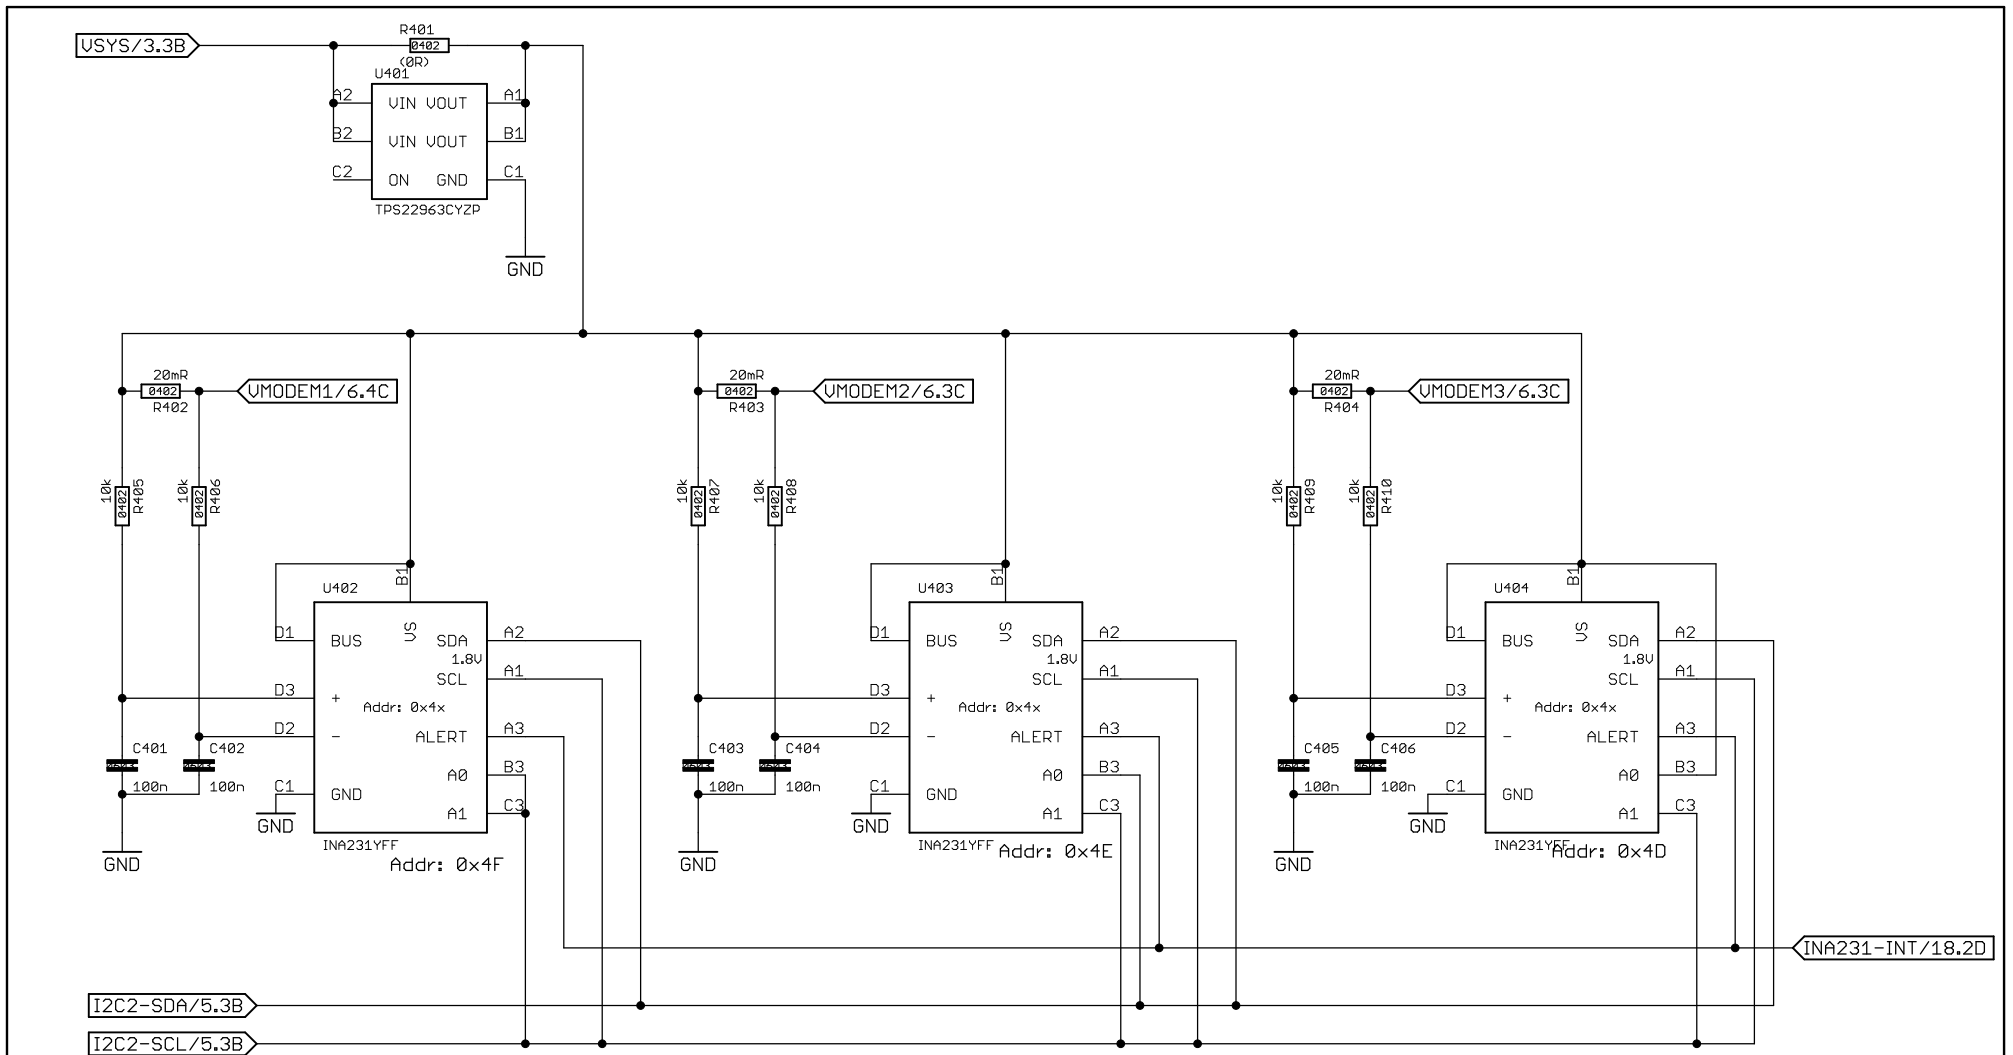 VSYS/3.3B
R401
0402
(0R)
U401
A2 VIN VOUT A1
B2 VIN VOUT B1
C2 ON GND C1
TPS22963CYZP
GND
20mR
0402
R402
VMODEM1/6.4C
20mR
0402
R403
VMODEM2/6.3C
20mR
0402
R404
VMODEM3/6.3C
10k
0402
R405
10k
0402
R406
10k
0402
R407
10k
0402
R408
10k
0402
R409
10k
0402
R410
U402
B1
VS
D1 BUS SDA A2
1.8V
SCL A1
D3 +
Addr: 0x4x
D2 - ALERT A3
A0 B3
C1 GND
A1 C3
GND
INA231YFF
Addr: 0x4F
C401
0603
100n
C402
0603
100n
GND
U403
B1
VS
D1 BUS SDA A2
1.8V
SCL A1
D3 +
Addr: 0x4x
D2 - ALERT A3
A0 B3
C1 GND
A1 C3
GND
INA231YFF
Addr: 0x4E
C403
0603
100n
C404
0603
100n
GND
U404
B1
VS
D1 BUS SDA A2
1.8V
SCL A1
D3 +
Addr: 0x4x
D2 - ALERT A3
A0 B3
C1 GND
A1 C3
GND
INA231YFF
Addr: 0x4D
C405
0603
100n
C406
0603
100n
GND
INA231-INT/18.2D
I2C2-SDA/5.3B
I2C2-SCL/5.3B